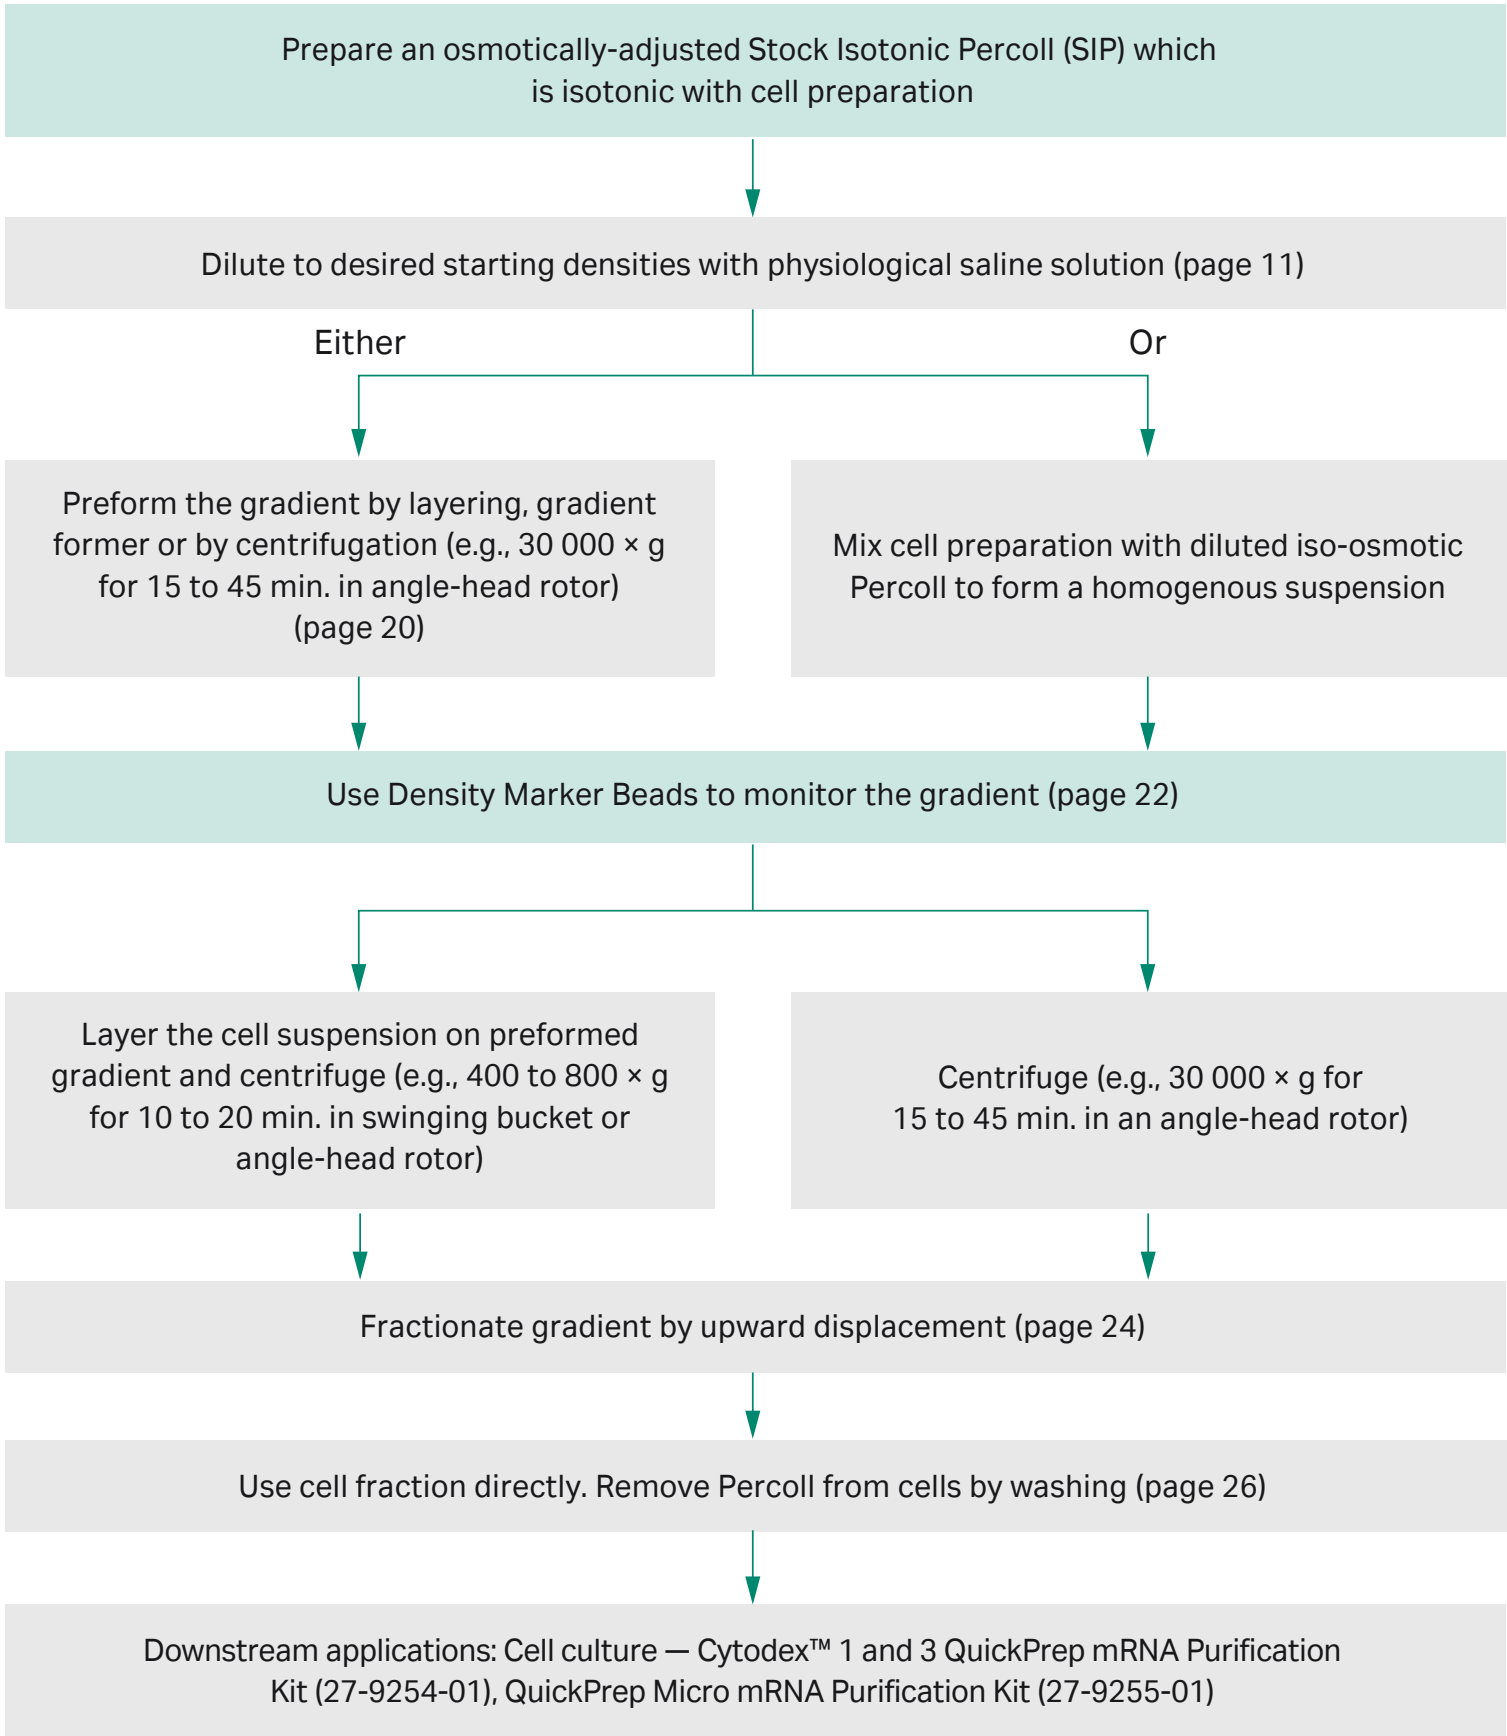 Prepare an osmotically-adjusted Stock Isotonic Percoll (SIP) which
is isotonic with cell preparation
Dilute to desired starting densities with physiological saline solution (page 11)
Either
Or
Preform the gradient by layering, gradient
former or by centrifugation (e.g., 30 000 × g
for 15 to 45 min. in angle-head rotor)
(page 20)
Mix cell preparation with diluted iso-osmotic
Percoll to form a homogenous suspension
Use Density Marker Beads to monitor the gradient (page 22)
Layer the cell suspension on preformed
gradient and centrifuge (e.g., 400 to 800 × g
for 10 to 20 min. in swinging bucket or
angle-head rotor)
Centrifuge (e.g., 30 000 × g for
15 to 45 min. in an angle-head rotor)
Fractionate gradient by upward displacement (page 24)
Use cell fraction directly. Remove Percoll from cells by washing (page 26)
Downstream applications: Cell culture — Cytodex™ 1 and 3 QuickPrep mRNA Purification
Kit (27-9254-01), QuickPrep Micro mRNA Purification Kit (27-9255-01)